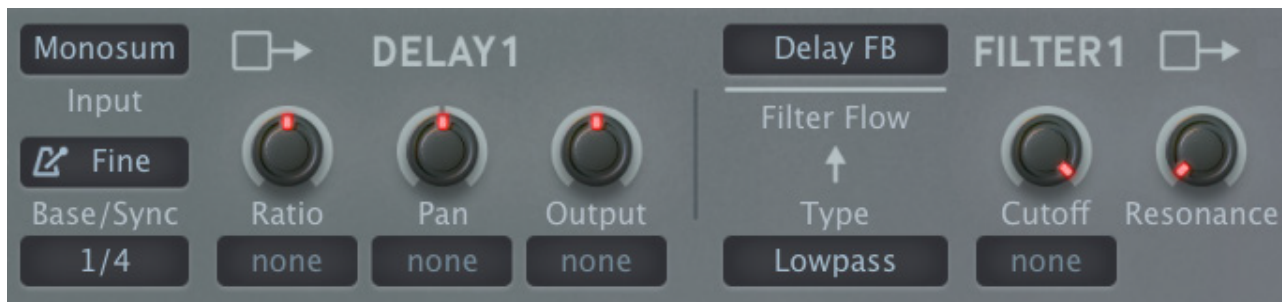 Monosum
DELAY1
Delay FB
FILTER1
Input
Filter Flow
Fine
Base/Sync
Ratio
Pan
Output
Type
Cutoff
Resonance
1/4
none
none
none
Lowpass
none